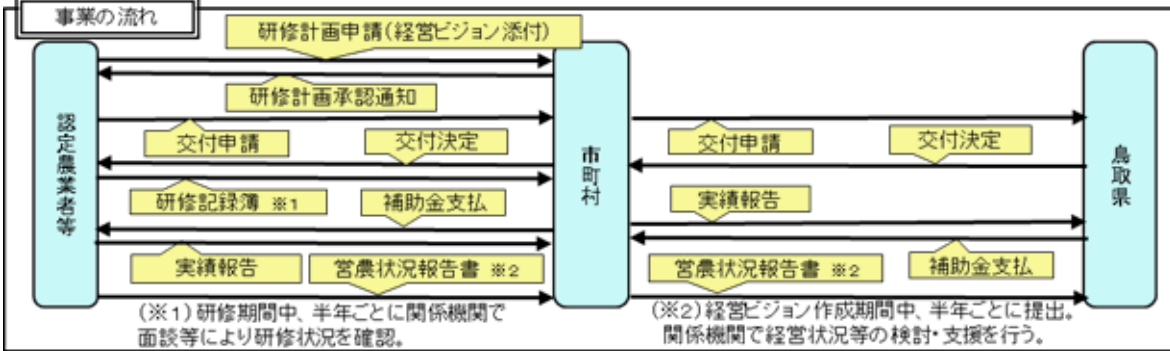 事業の流れ
研修計画申請(経営ビジョン添付)
研修計画承認通知
認定農業者等
市町村
鳥取県
交付申請
交付決定
交付申請
交付決定
研修記録簿 ※1
補助金支払
実績報告
実績報告
営農状況報告書 ※2
営農状況報告書 ※2
補助金支払
(※1)研修期間中、半年ごとに関係機関で
面談等により研修状況を確認。
(※2)経営ビジョン作成期間中、半年ごとに提出。
関係機関で経営状況等の検討・支援を行う。